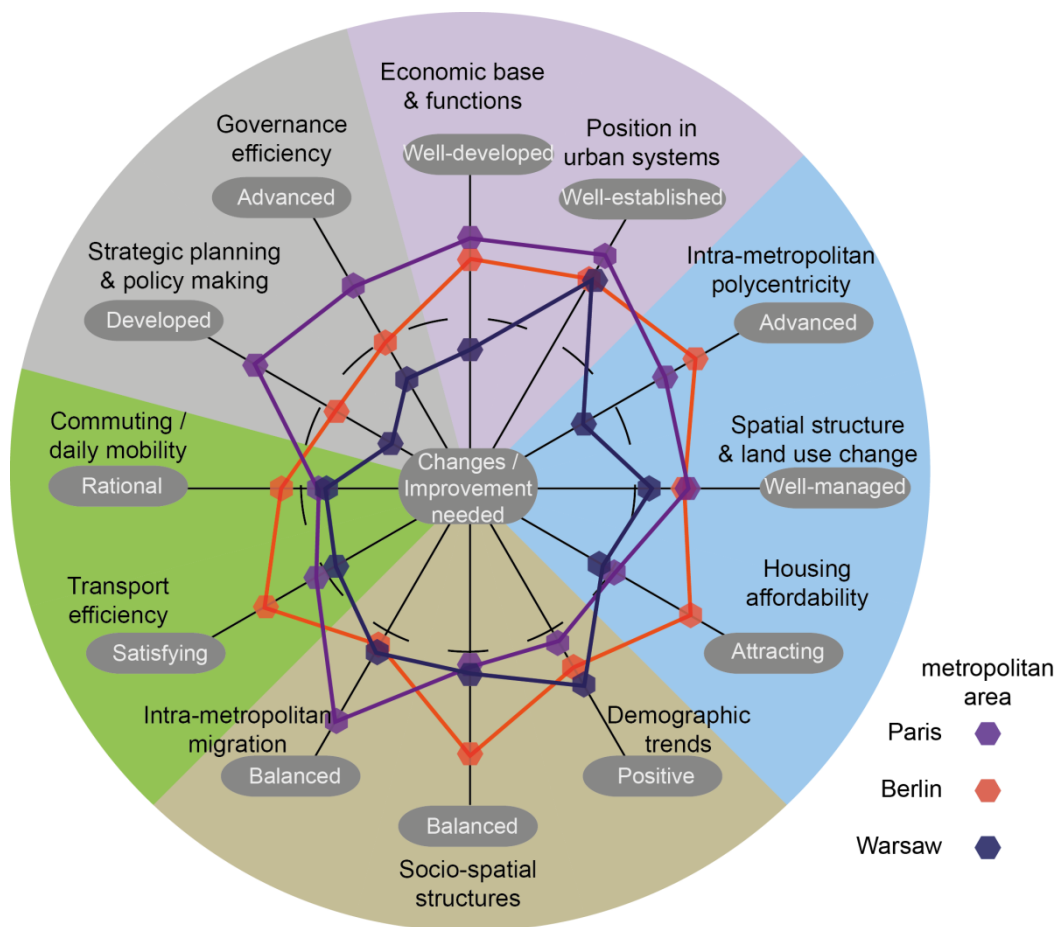 Economic base
& functions
Well-developed
Position in
urban systems
Well-established
Intra-metropolitan
polycentricity
Advanced
Spatial structure
& land use change
Well-managed
Housing
affordability
Attracting
Demographic
trends
Positive
Balanced
Socio-spatial
structures
Intra-metropolitan
migration
Balanced
Transport
efficiency
Satisfying
Commuting /
daily mobility
Rational
Strategic planning
& policy making
Developed
Governance
efficiency
Advanced
Changes /
Improvement
needed
metropolitan
area
Paris
Berlin
Warsaw